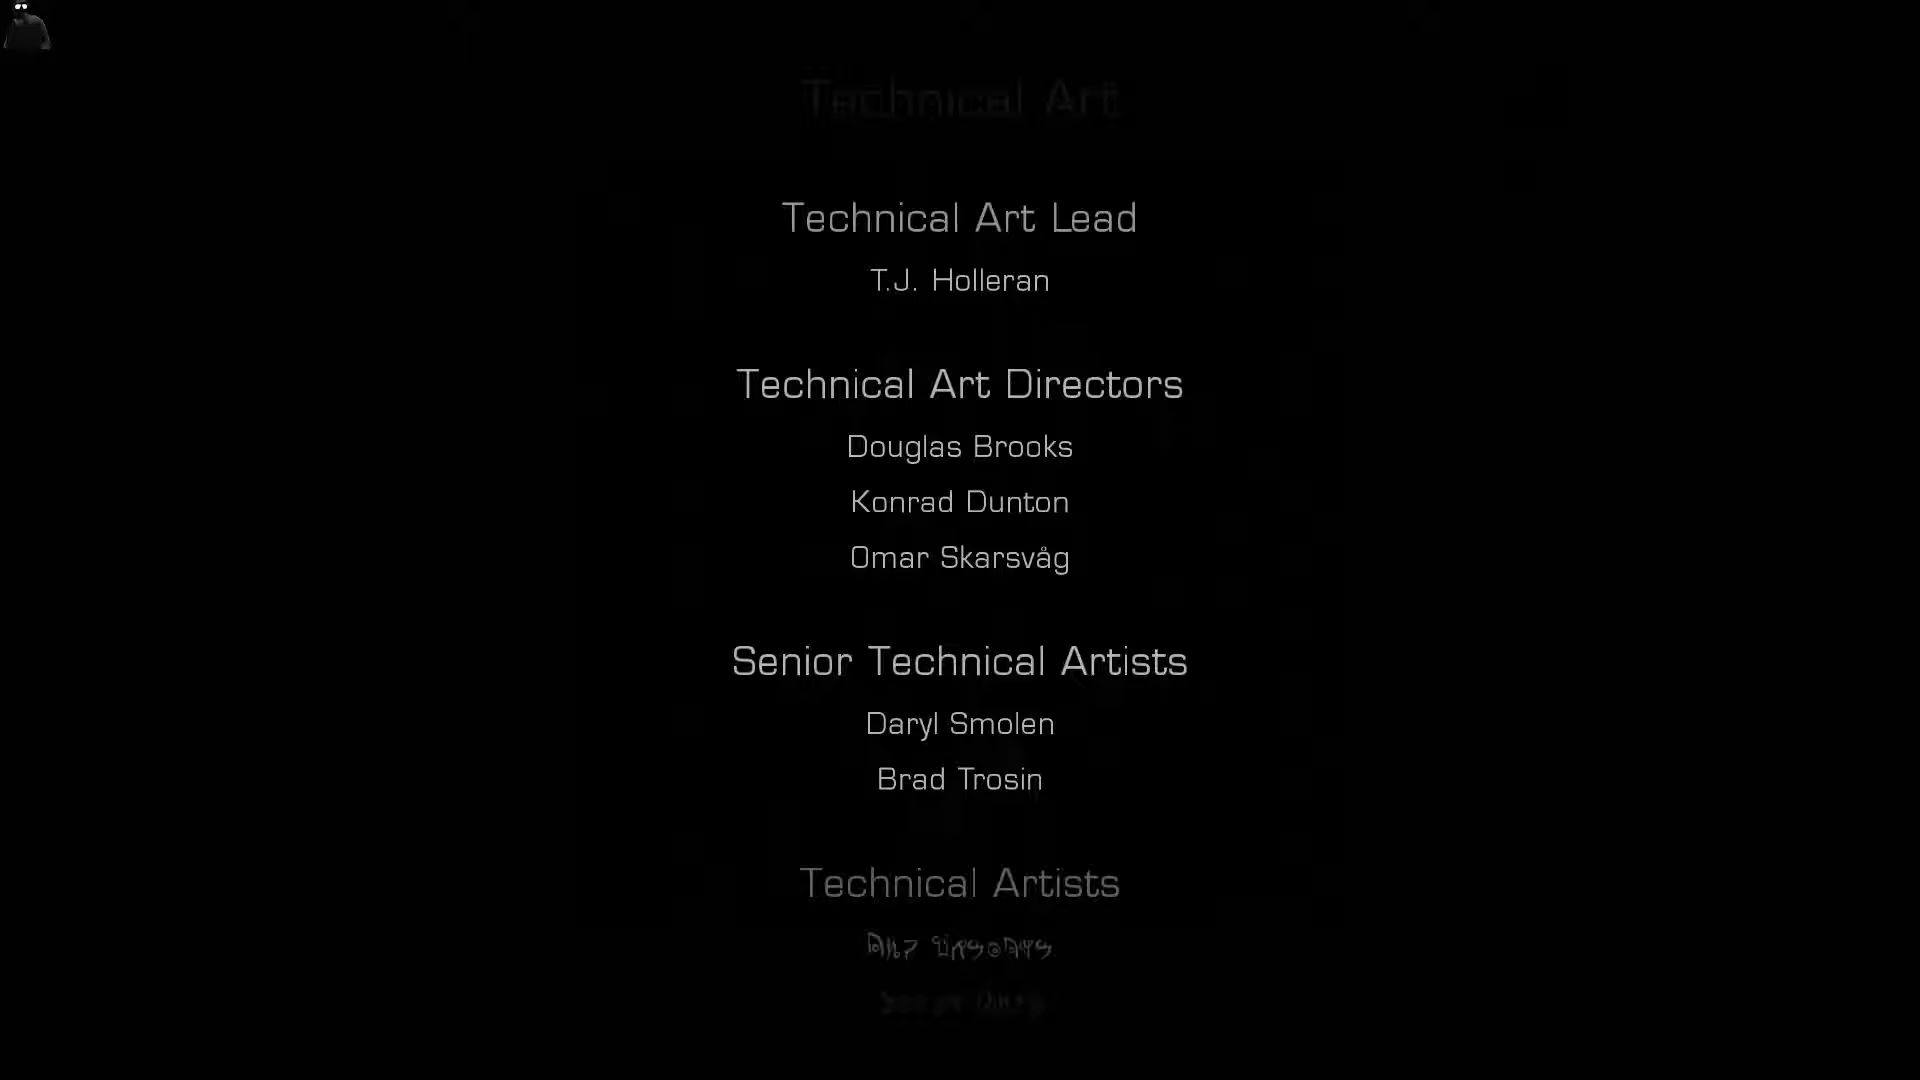 Technical Art
Technical Art Lead
T.J. Holleran
Technical Art Directors
Douglas Brooks
Konrad Dunton
Omar Skarsvåg
Senior Technical Artists
Daryl Smolen
Brad Trosin
Technical Artists